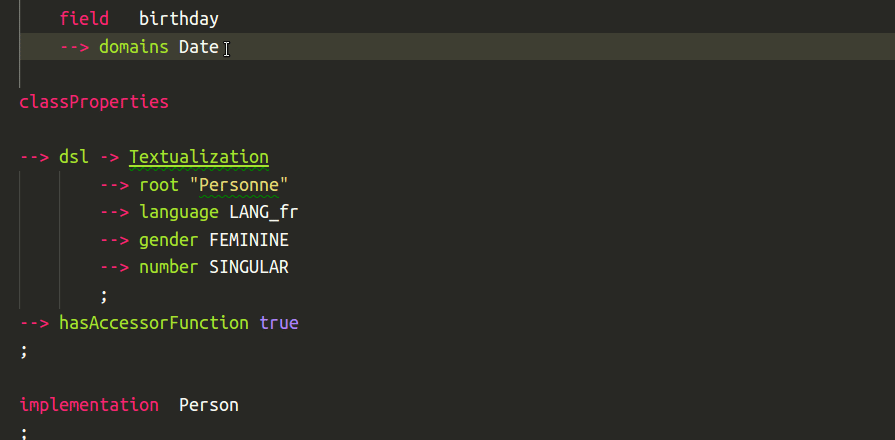 field birthday
--> domains Date
classProperties
--> dsl -> Textualization
--> root "Personne"
--> language LANG_fr
--> gender FEMININE
--> number SINGULAR
;
--> hasAccessorFunction true
;
implementation Person
;